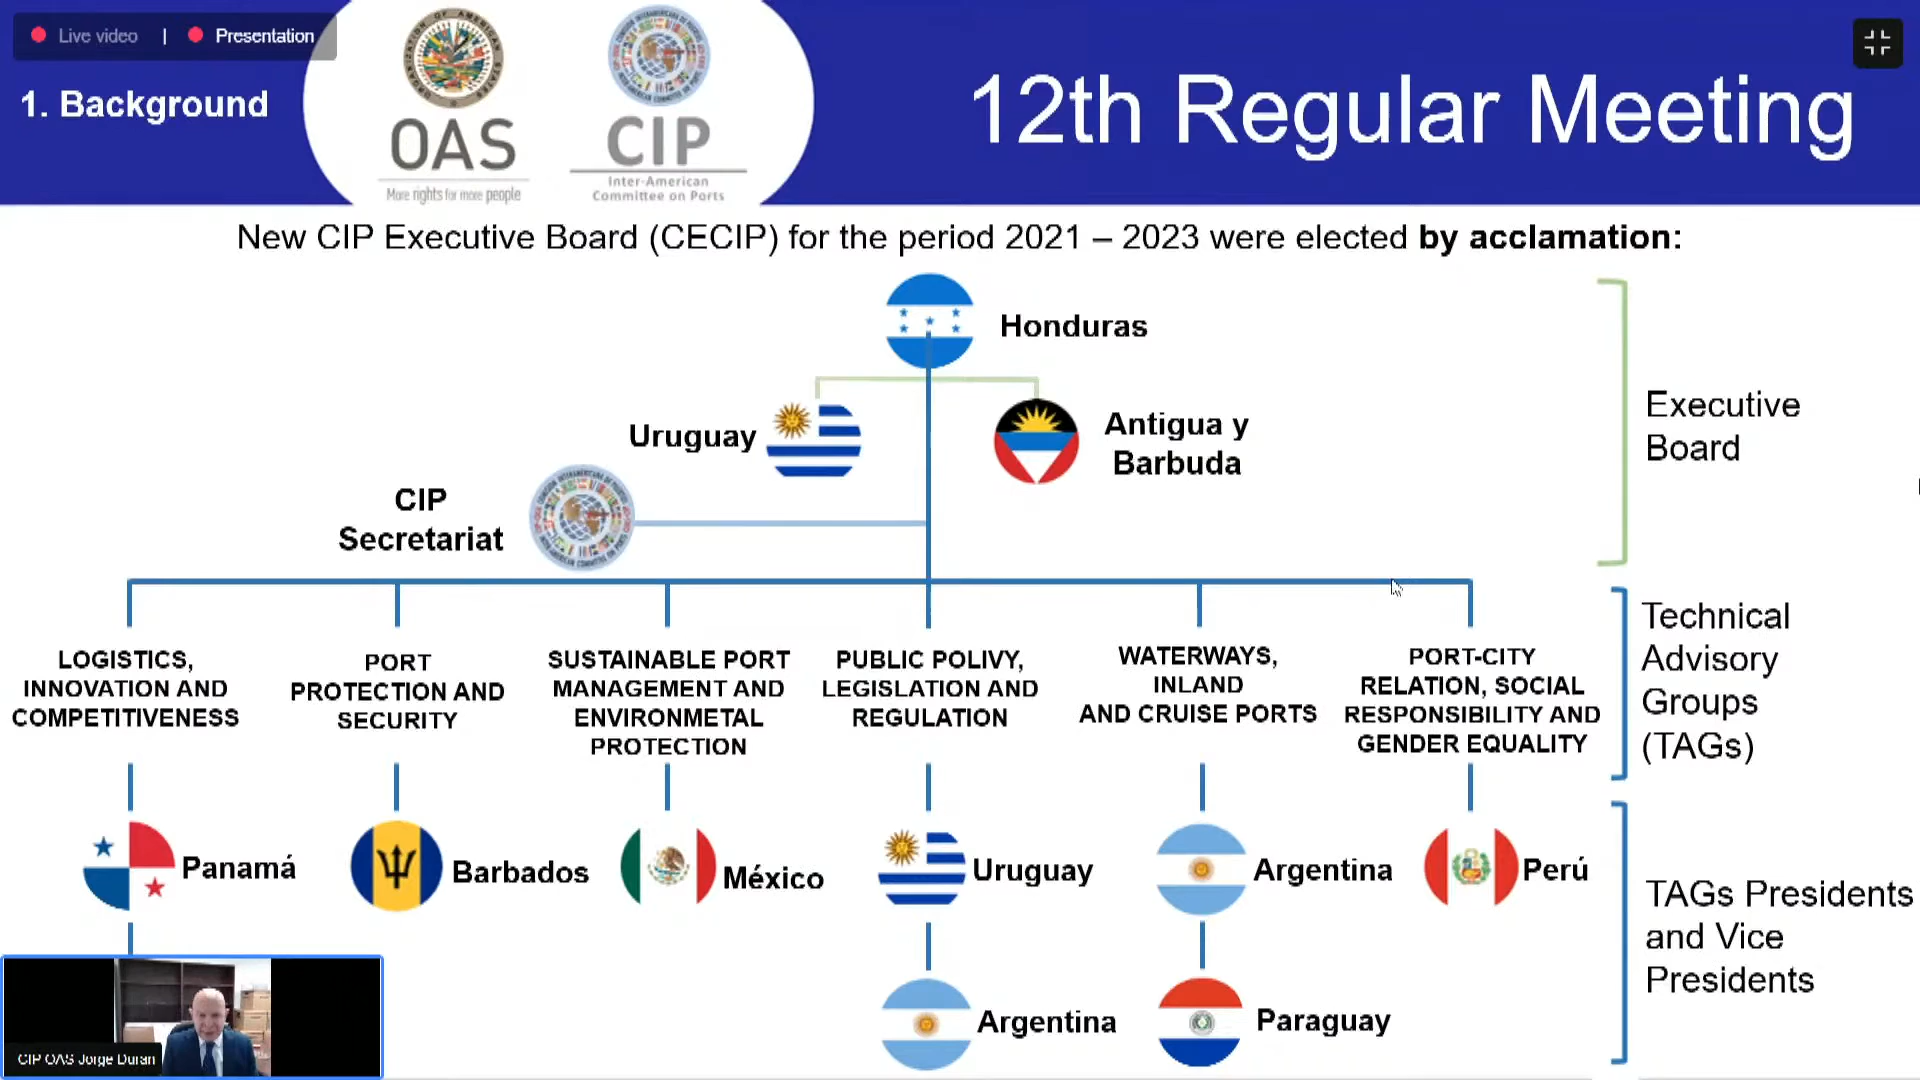 Live video | Presentation
1. Background
OAS
More rights for more people
CIP
Inter-American
Committee on Ports
12th Regular Meeting
New CIP Executive Board (CECIP) for the period 2021 – 2023 were elected by acclamation:
Honduras
Uruguay
Antigua y
Barbuda
CIP
Secretariat
Executive
Board
LOGISTICS,
INNOVATION AND
COMPETITIVENESS
PORT
PROTECTION AND
SECURITY
SUSTAINABLE PORT
MANAGEMENT AND
ENVIRONMETAL
PROTECTION
PUBLIC POLIVY,
LEGISLATION AND
REGULATION
WATERWAYS,
INLAND
AND CRUISE PORTS
PORT-CITY
RELATION, SOCIAL
RESPONSIBILITY AND
GENDER EQUALITY
Technical
Advisory
Groups
(TAGs)
Panamá
Barbados
México
Uruguay
Argentina
Perú
TAGs Presidents
and Vice
Presidents
Argentina
Paraguay
CIP OAS Jorge Duran